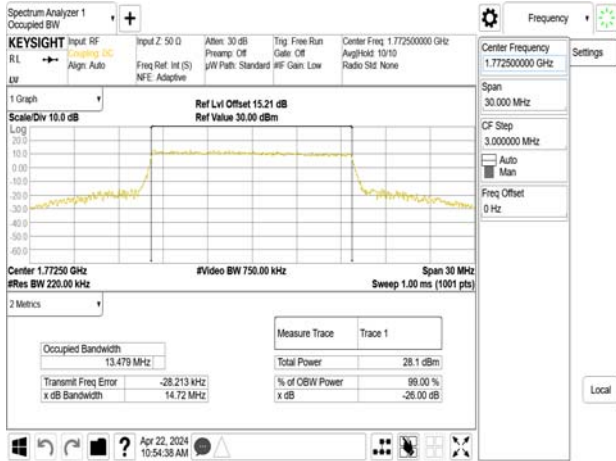 Spectrum Analyzer 1
Occupied BW
Frequency
KEYSIGHT
Input: RF
Coupling: DC
Align: Auto
Input Z: 50 Ω
Freq Ref: Int (S)
NFE: Adaptive
Atten: 30 dB
Preamp: Off
µW Path: Standard
Trig: Free Run
Gate: Off
#IF Gain: Low
Center Freq: 1.772500000 GHz
Avg|Hold: 10/10
Radio Std: None
RL
Center Frequency
1.772500000 GHz
Settings
Span
30.000 MHz
CF Step
3.000000 MHz
Auto
Man
Freq Offset
0 Hz
Local
1 Graph
Scale/Div 10.0 dB
Ref Lvl Offset 15.21 dB
Ref Value 30.00 dBm
Log
20.0
10.0
0.00
-10.0
-20.0
-30.0
-40.0
-50.0
-60.0
Center 1.77250 GHz
#Res BW 220.00 kHz
#Video BW 750.00 kHz
Span 30 MHz
Sweep 1.00 ms (1001 pts)
2 Metrics
Measure Trace Trace 1
Occupied Bandwidth
13.479 MHz
Total Power 28.1 dBm
Transmit Freq Error -28.213 kHz
% of OBW Power 99.00 %
x dB Bandwidth 14.72 MHz
x dB -26.00 dB
Apr 22, 2024
10:54:38 AM